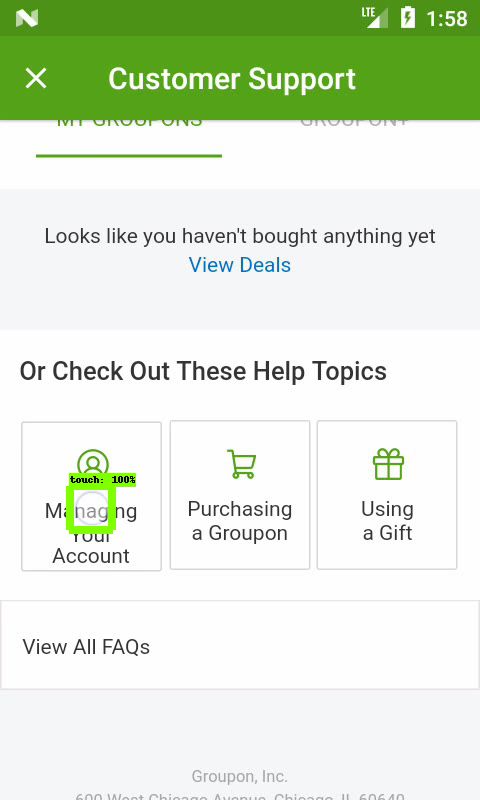 LTE 1:58
Customer Support
MY GROUPONS GROUPON+
Looks like you haven't bought anything yet
View Deals
Or Check Out These Help Topics
touch: 100%
Managing
Your
Account
Purchasing
a Groupon
Using
a Gift
View All FAQs
Groupon, Inc.
600 West Chicago Avenue, Chicago, IL 60640